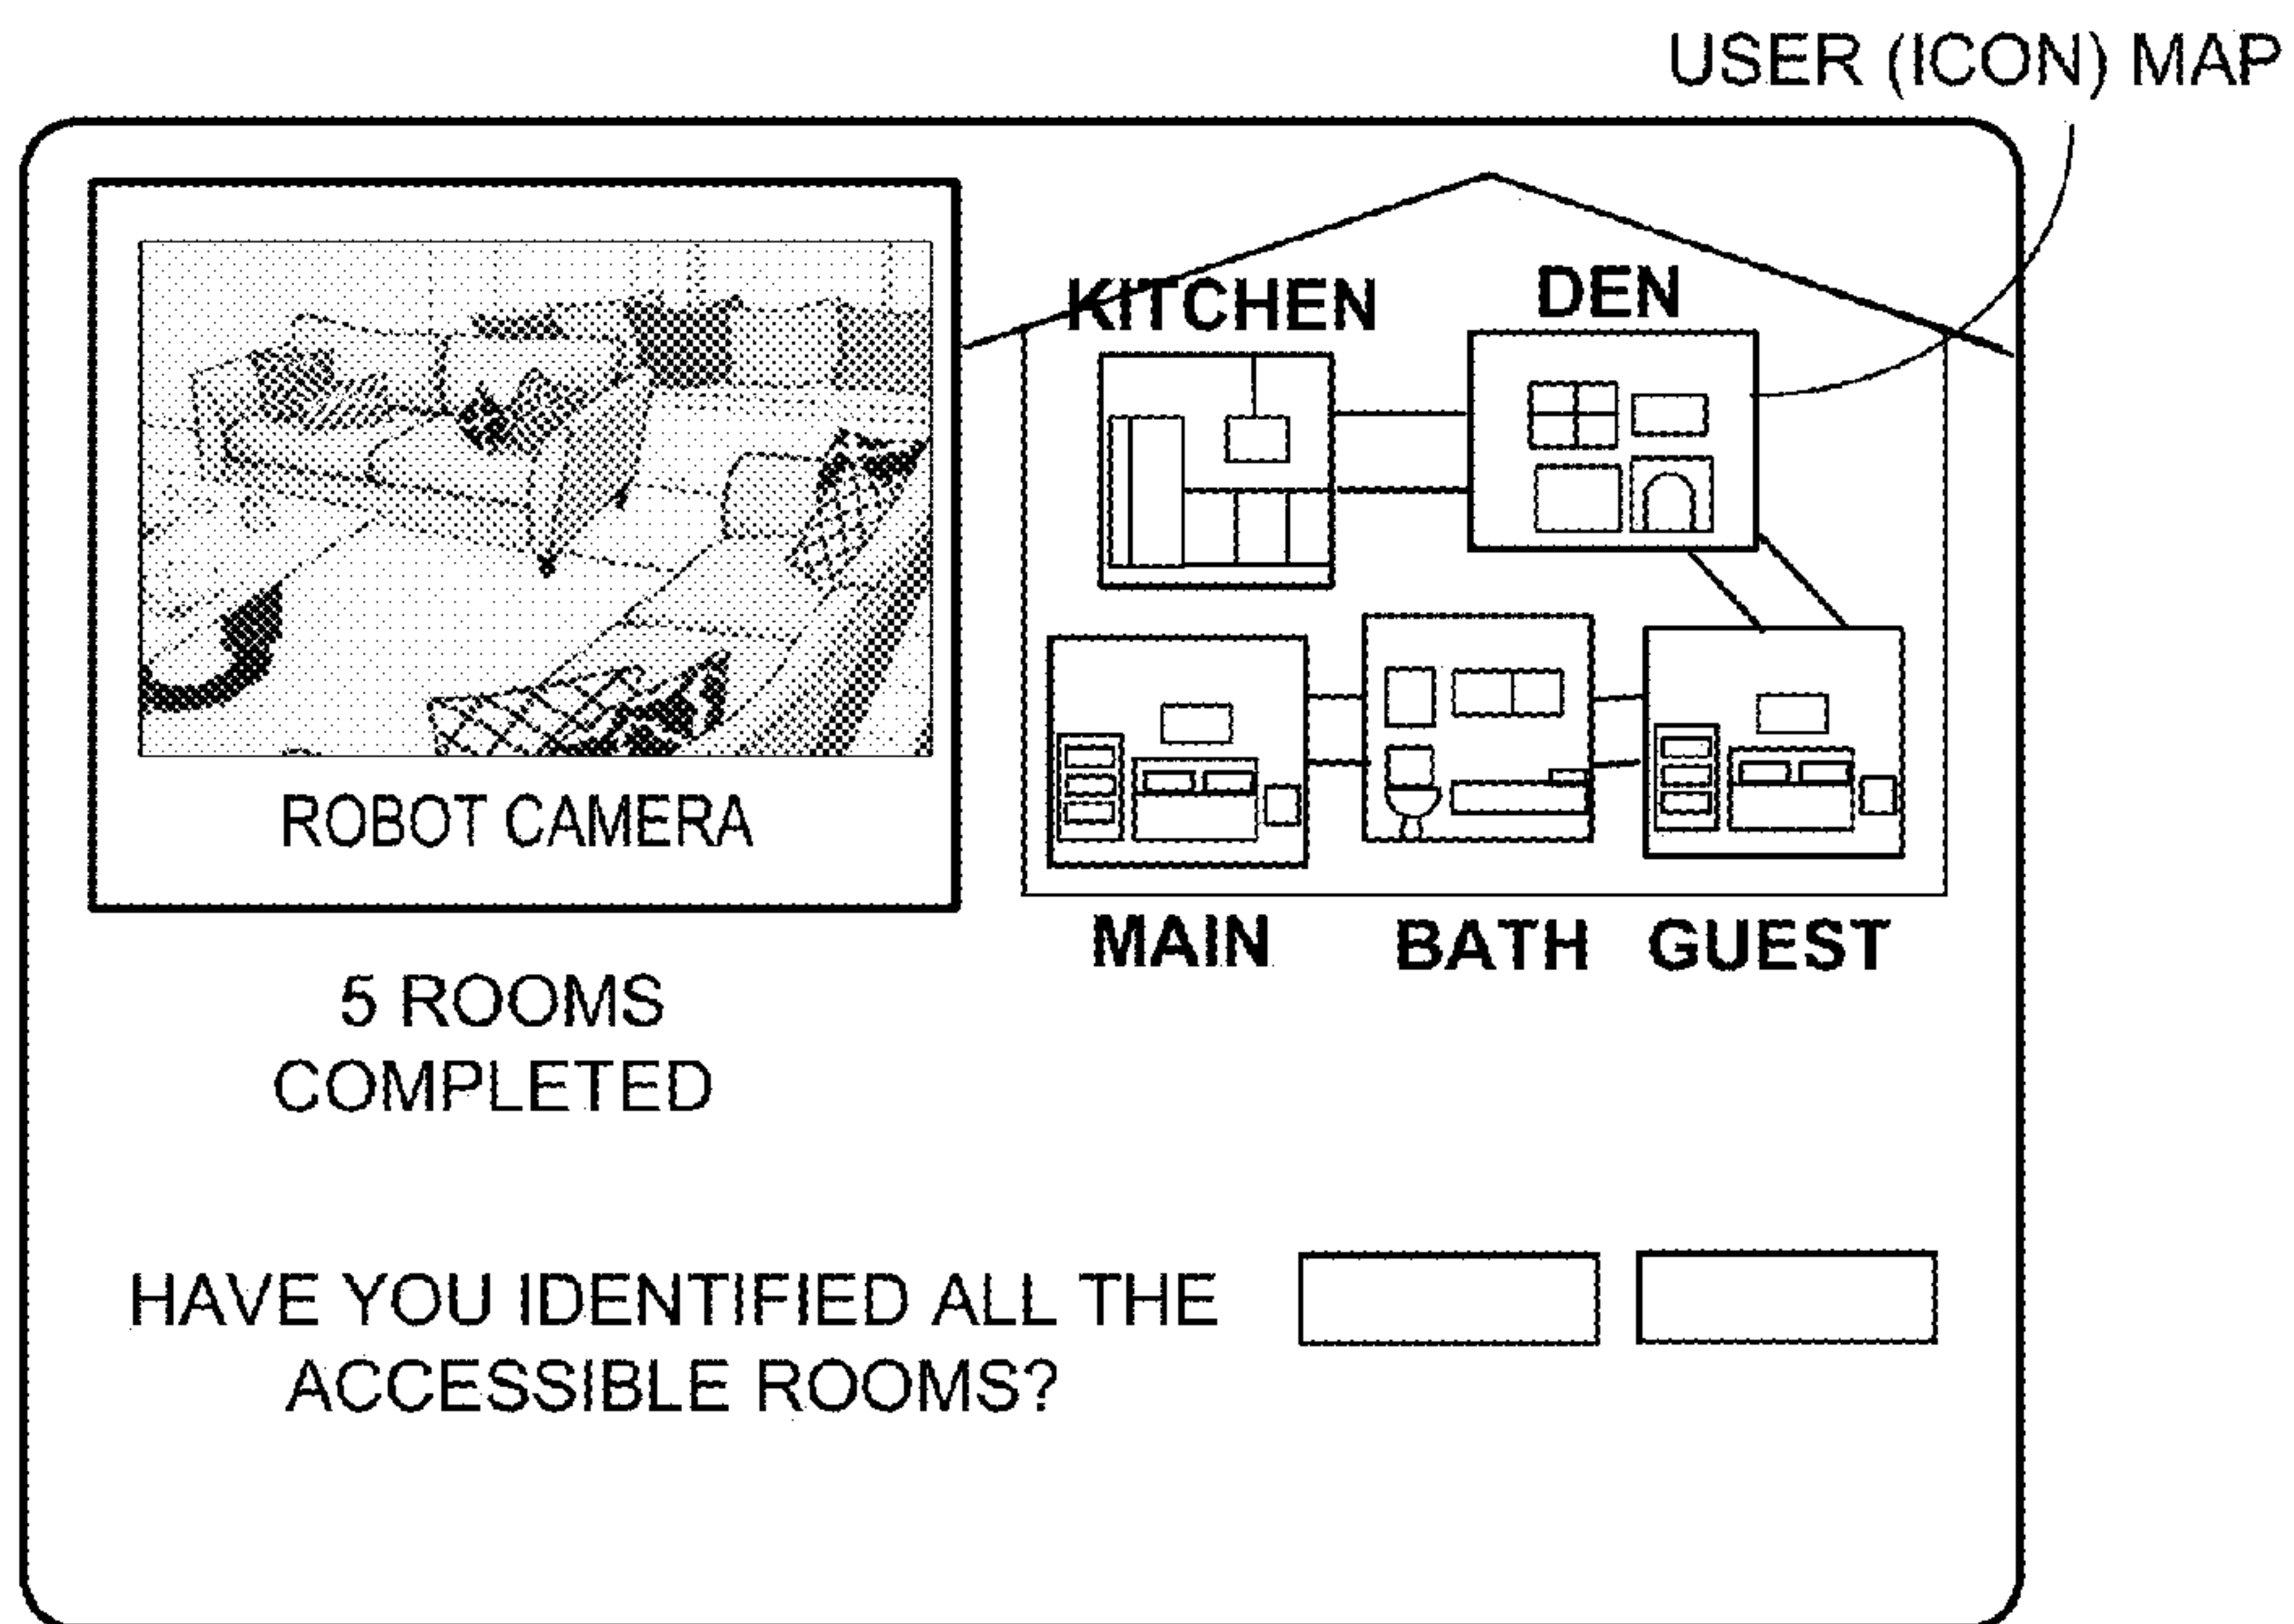 USER (ICON) MAP
KITCHEN
DEN
ROBOT CAMERA
MAIN
BATH
GUEST
5 ROOMS
COMPLETED
HAVE YOU IDENTIFIED ALL THE
ACCESSIBLE ROOMS?